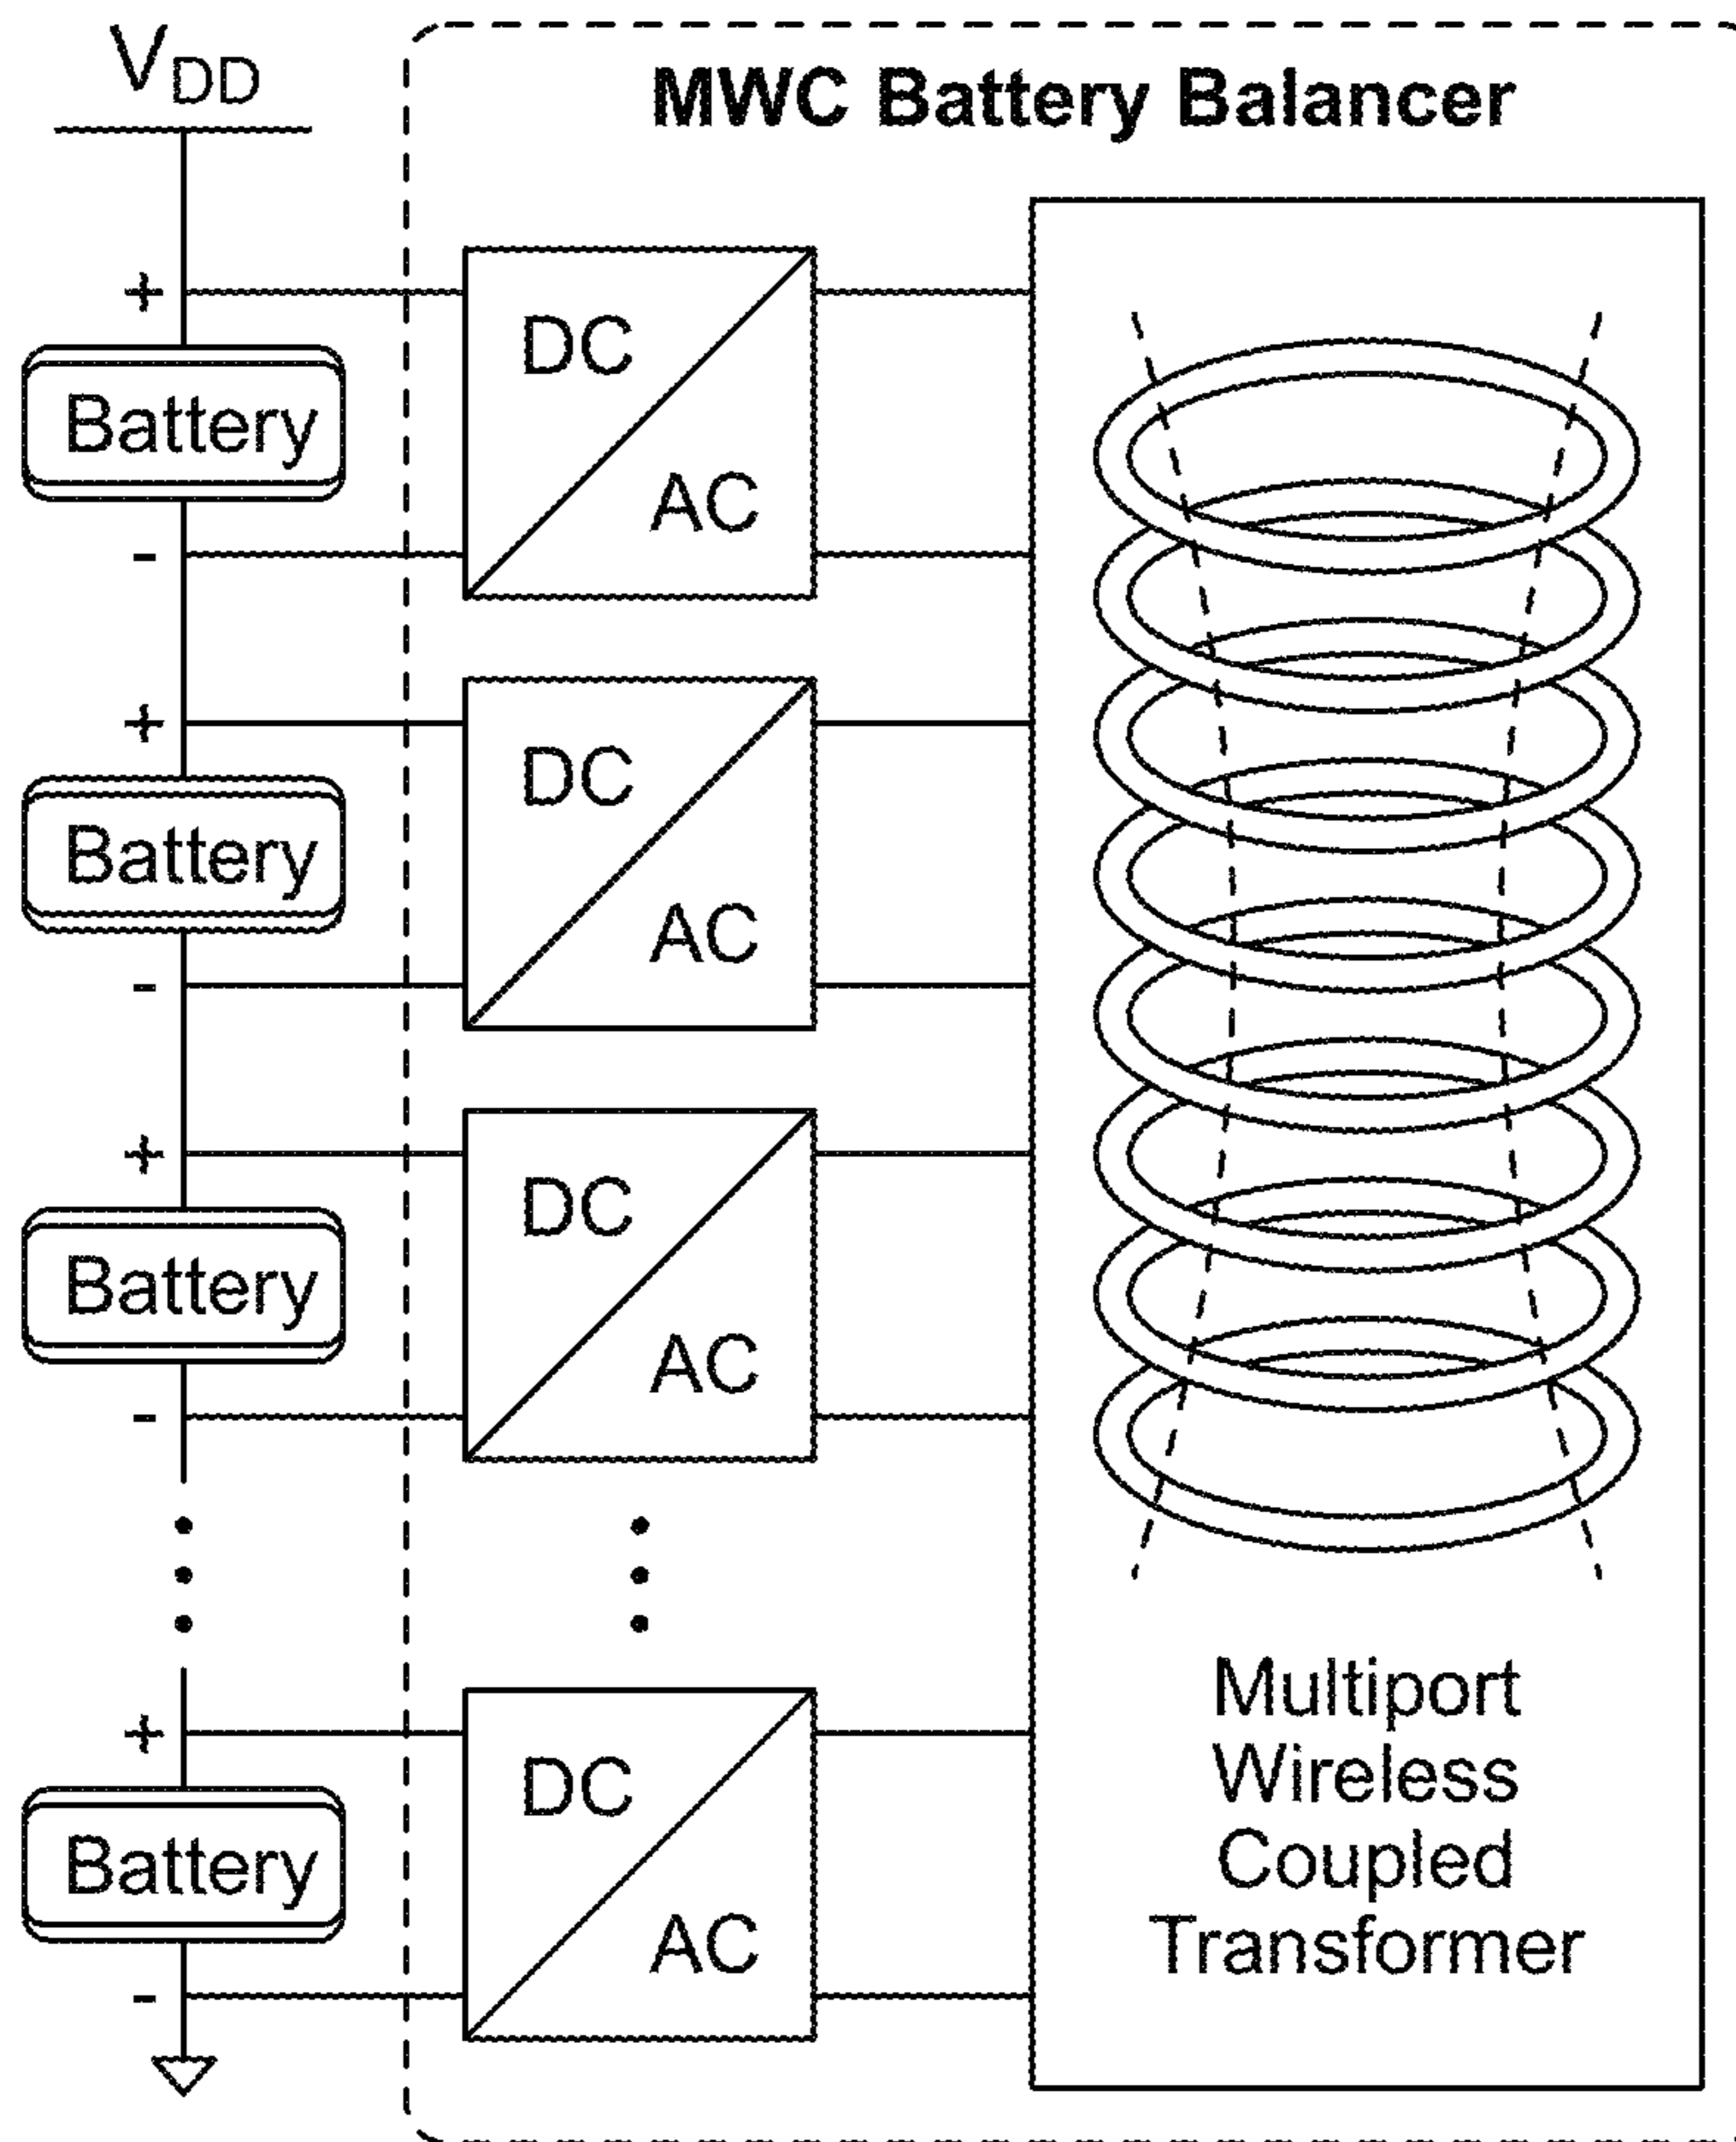 VDD
MWC Battery Balancer
+
DC
Battery
AC
-
+
DC
Battery
AC
-
+
DC
Battery
AC
-
+
DC
Battery
AC
-
Multiport
Wireless
Coupled
Transformer